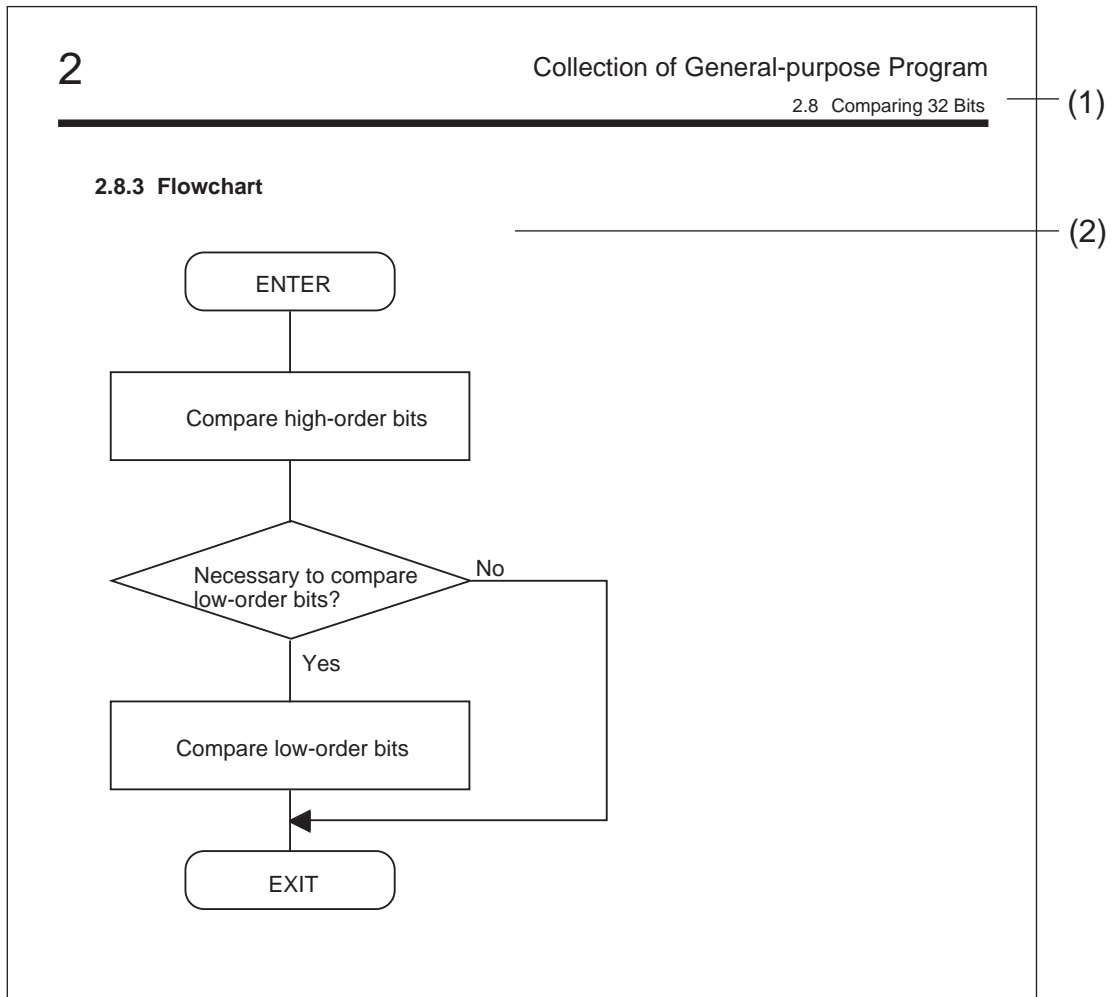 2
Collection of General-purpose Program
2.8 Comparing 32 Bits
(1)
2.8.3 Flowchart
(2)
ENTER
Compare high-order bits
Necessary to compare
low-order bits?
No
Yes
Compare low-order bits
EXIT